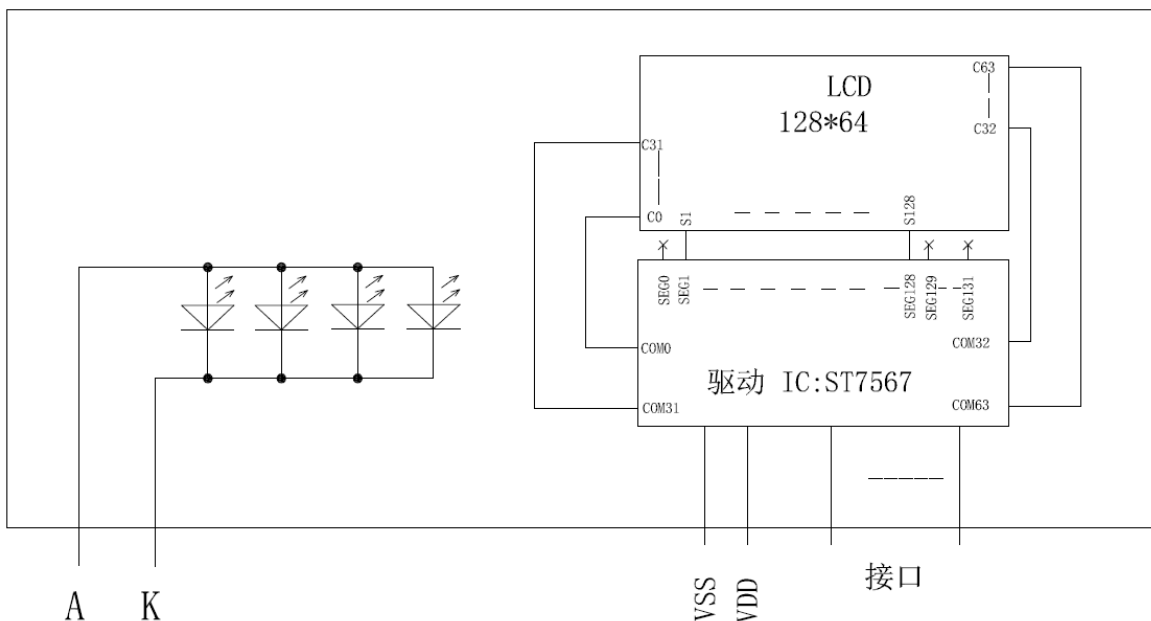 C63
LCD
128*64
C32
C31
C0
S1
S128
SEG0
SEG1
SEG128
SEG129
SEG131
COM0
COM32
驱动 IC:ST7567
COM31
COM63
接口
VSS
VDD
A
K